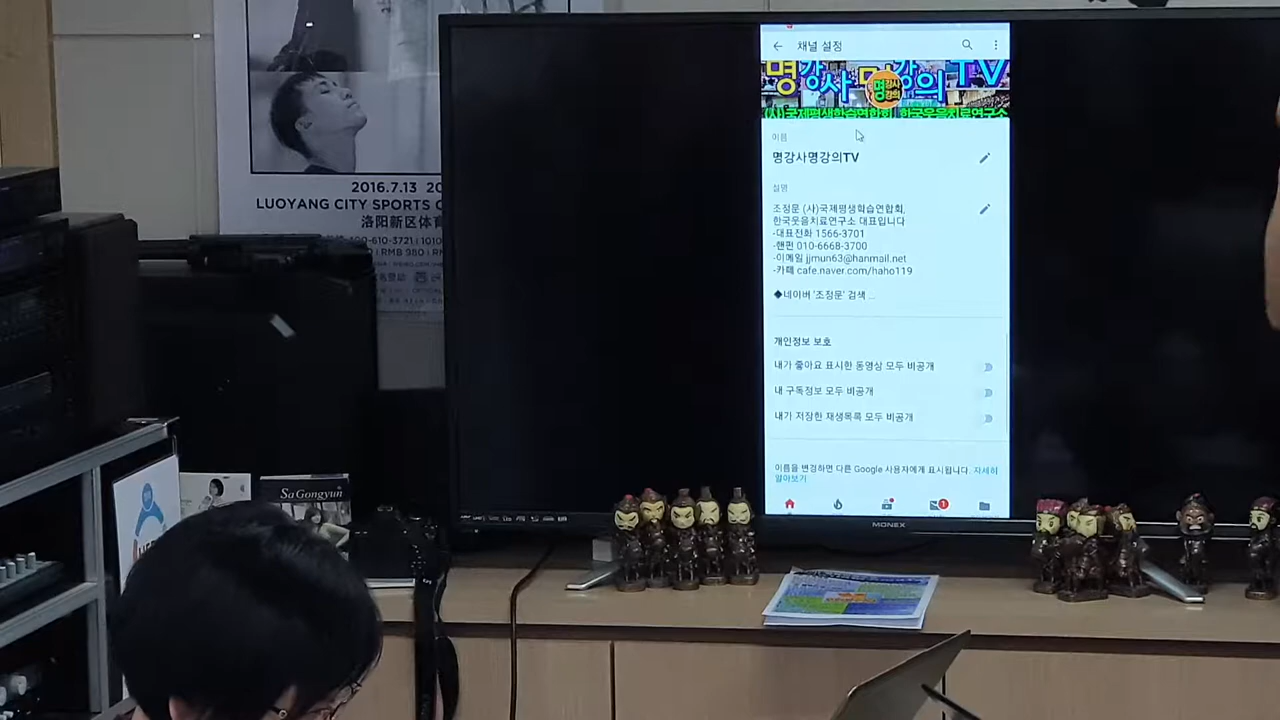 2016.7.13 20
LUOYANG CITY SPORTS C
洛阳新区体育
채널 설정
명강사 명강의TV
(사)국제평생학습연합회| 한국웃음치료연구소
이름
명강사명강의TV
설명
조정문 (사)국제평생학습연합회,
한국웃음치료연구소 대표입니다
-대표전화 1566-3701
-핸펀 010-6668-3700
-이메일 jjmun63@hanmail.net
-카페 cafe.naver.com/haho119
◆네이버 '조정문' 검색 ...
개인정보 보호
내가 좋아요 표시한 동영상 모두 비공개
내 구독정보 모두 비공개
내가 저장한 재생목록 모두 비공개
이름을 변경하면 다른 Google 사용자에게 표시됩니다. 자세히
알아보기
1
MONEX
SaGongyun